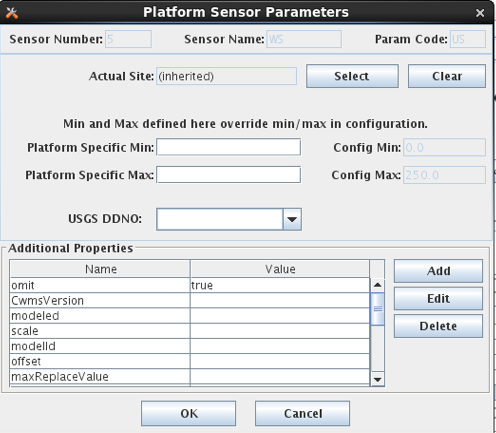 Platform Sensor Parameters
Sensor Number: S Sensor Name: WS Param Code: US
Actual Site: (inherited) Select Clear
Min and Max defined here override min/max in configuration.
Platform Specific Min: Config Min: 0.0
Platform Specific Max: Config Max: 250.0
USGS DDNO:
Additional Properties
Name Value
omit true
CwmsVersion
modeled
scale
modelId
offset
maxReplaceValue
Add
Edit
Delete
OK Cancel